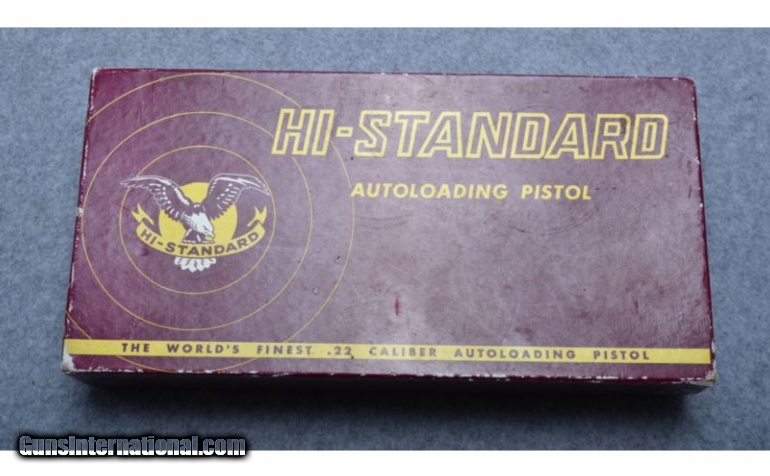 HI-STANDARD
AUTOLOADING PISTOL
HI-STANDARD
THE WORLD'S FINEST .22 CALIBER AUTOLOADING PISTOL
GunsInternational.com